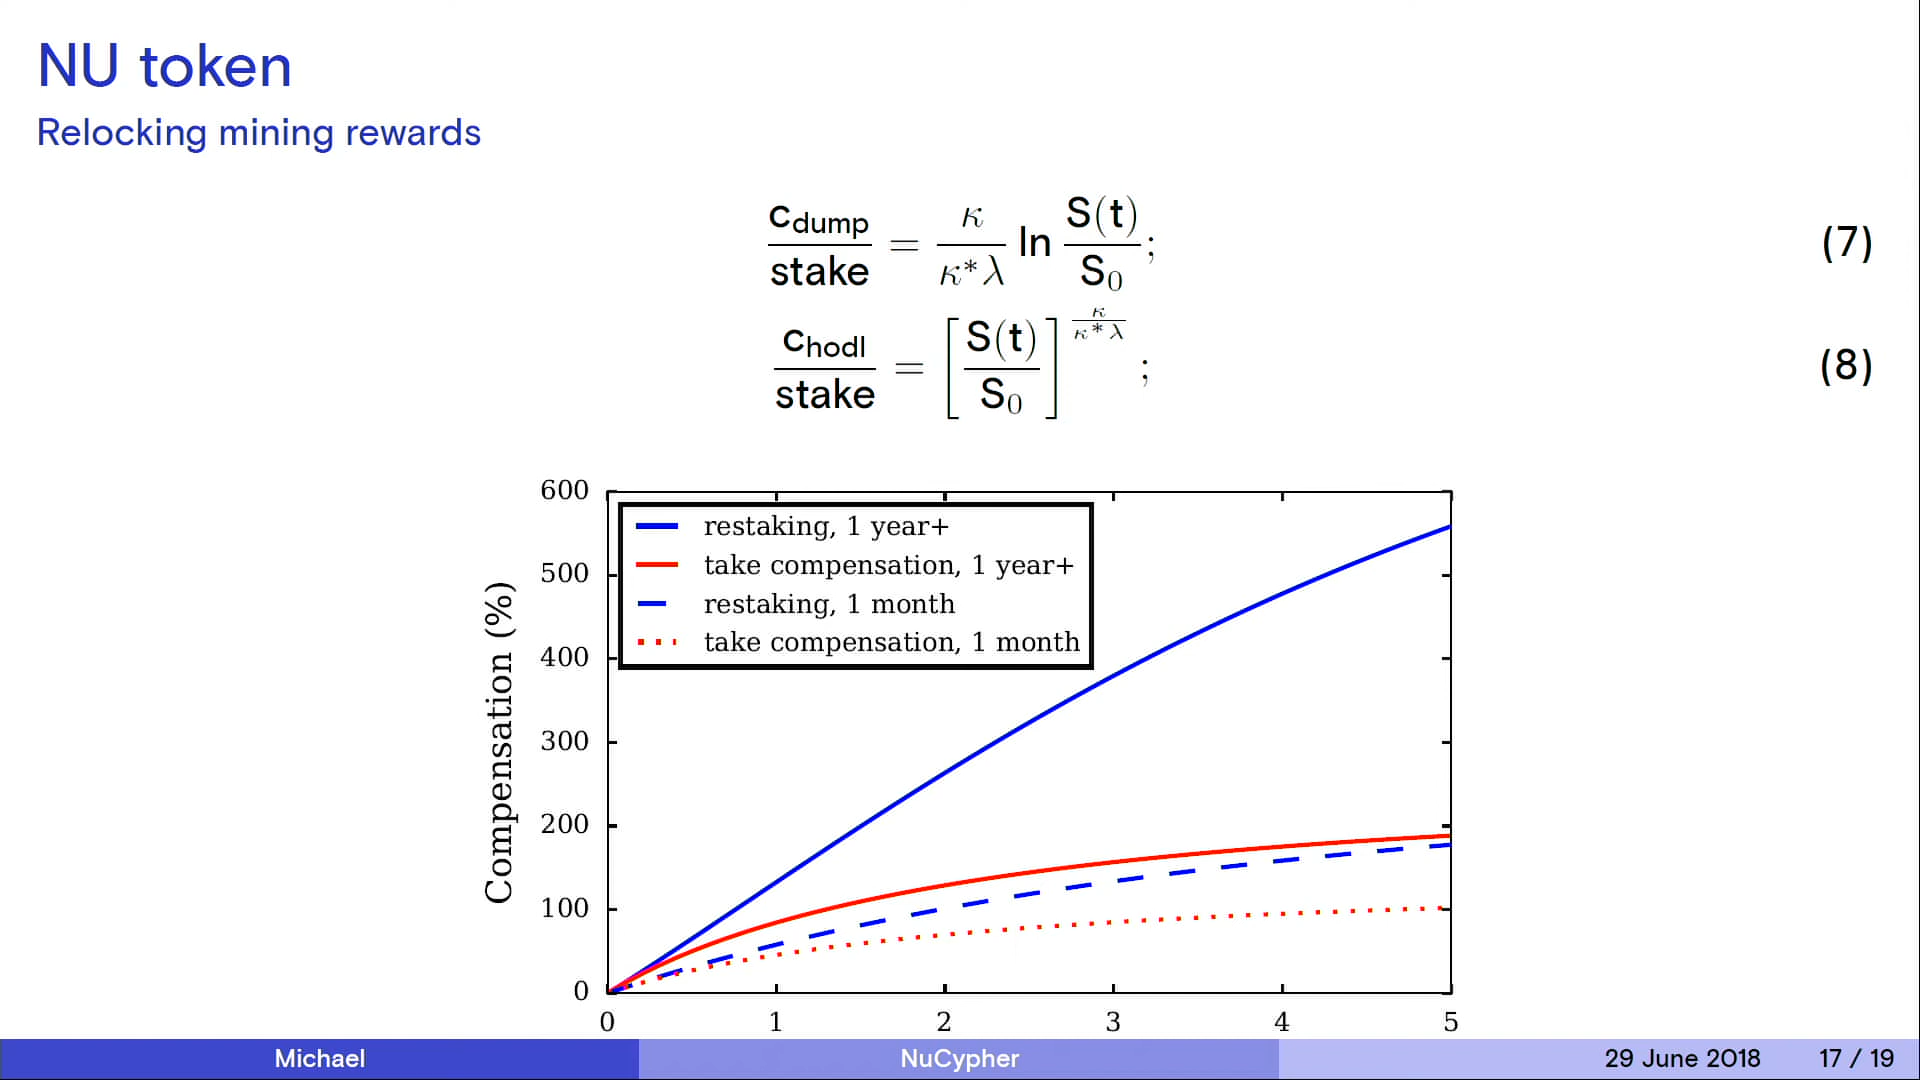 NU token
Relocking mining rewards
c_dump / stake = κ / κ*λ ln S(t) / S₀; (7)
c_hodl / stake = [S(t) / S₀]^(κ / κ*λ); (8)
Compensation (%)
600
500
400
300
200
100
0
restaking, 1 year+
take compensation, 1 year+
restaking, 1 month
take compensation, 1 month
0 1 2 3 4 5
Michael NuCypher 29 June 2018 17 / 19